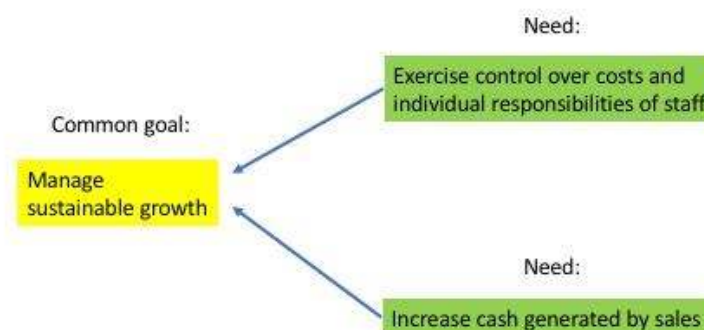 Need:
Exercise control over costs and
individual responsibilities of staff
Common goal:
Manage
sustainable growth
Need:
Increase cash generated by sales